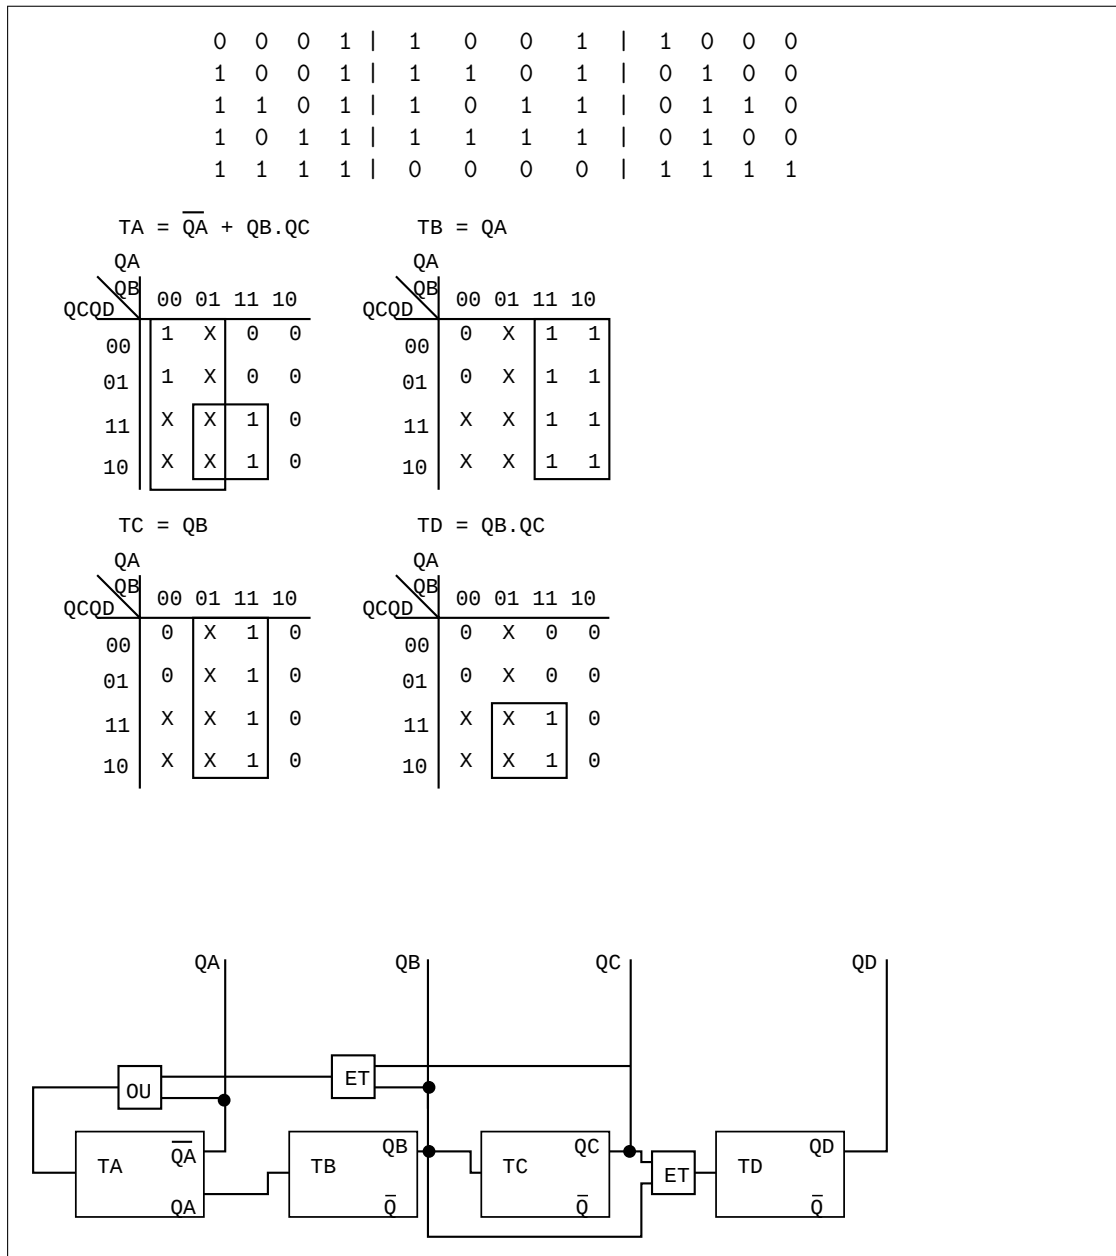 0 0 0 1 | 1 0 0 1 | 1 0 0 0
1 0 0 1 | 1 1 0 1 | 0 1 0 0
1 1 0 1 | 1 0 1 1 | 0 1 1 0
1 0 1 1 | 1 1 1 1 | 0 1 0 0
1 1 1 1 | 0 0 0 0 | 1 1 1 1
TA = Q̅A̅ + QB.QC
QA
QB
QCQD
00 01 11 10
00 1 X 0 0
01 1 X 0 0
11 X X 1 0
10 X X 1 0
TB = QA
QA
QB
QCQD
00 01 11 10
00 0 X 1 1
01 0 X 1 1
11 X X 1 1
10 X X 1 1
TC = QB
QA
QB
QCQD
00 01 11 10
00 0 X 1 0
01 0 X 1 0
11 X X 1 0
10 X X 1 0
TD = QB.QC
QA
QB
QCQD
00 01 11 10
00 0 X 0 0
01 0 X 0 0
11 X X 1 0
10 X X 1 0
QA QB QC QD
OU ET
TA Q̅A̅ QA
TB QB Q̅
TC QC Q̅
ET
TD QD Q̅